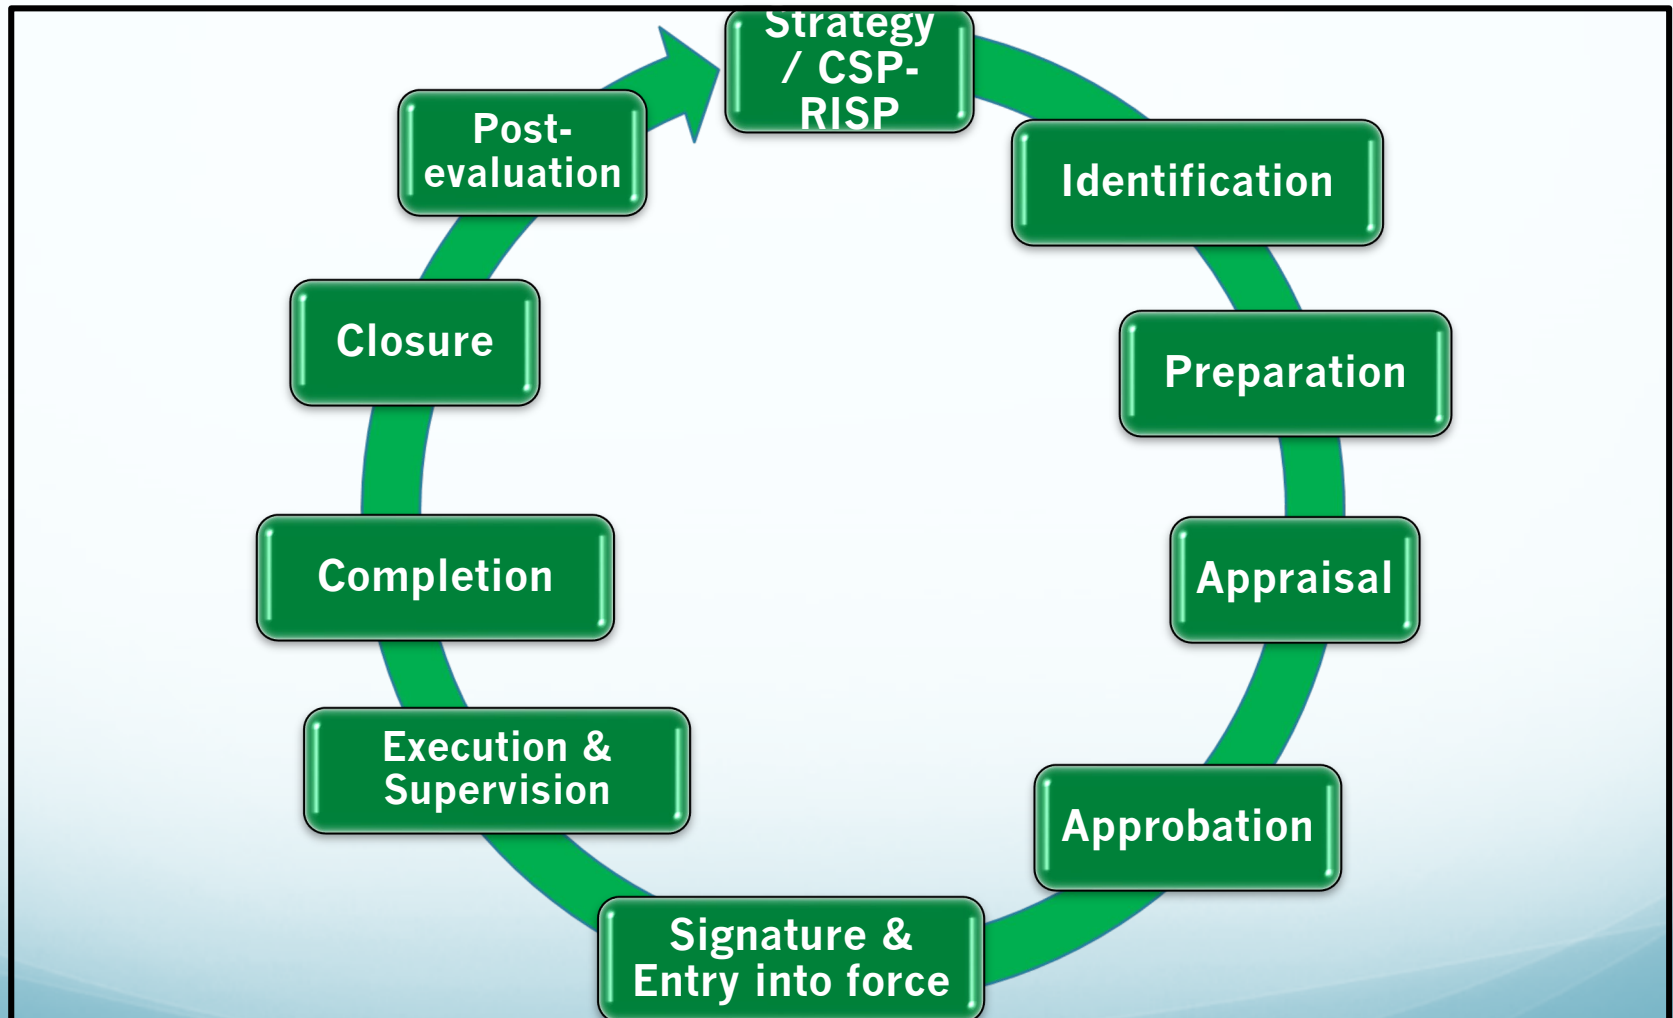 Strategy
/ CSP-
RISP
Identification
Preparation
Appraisal
Approbation
Signature &
Entry into force
Execution &
Supervision
Completion
Closure
Post-
evaluation